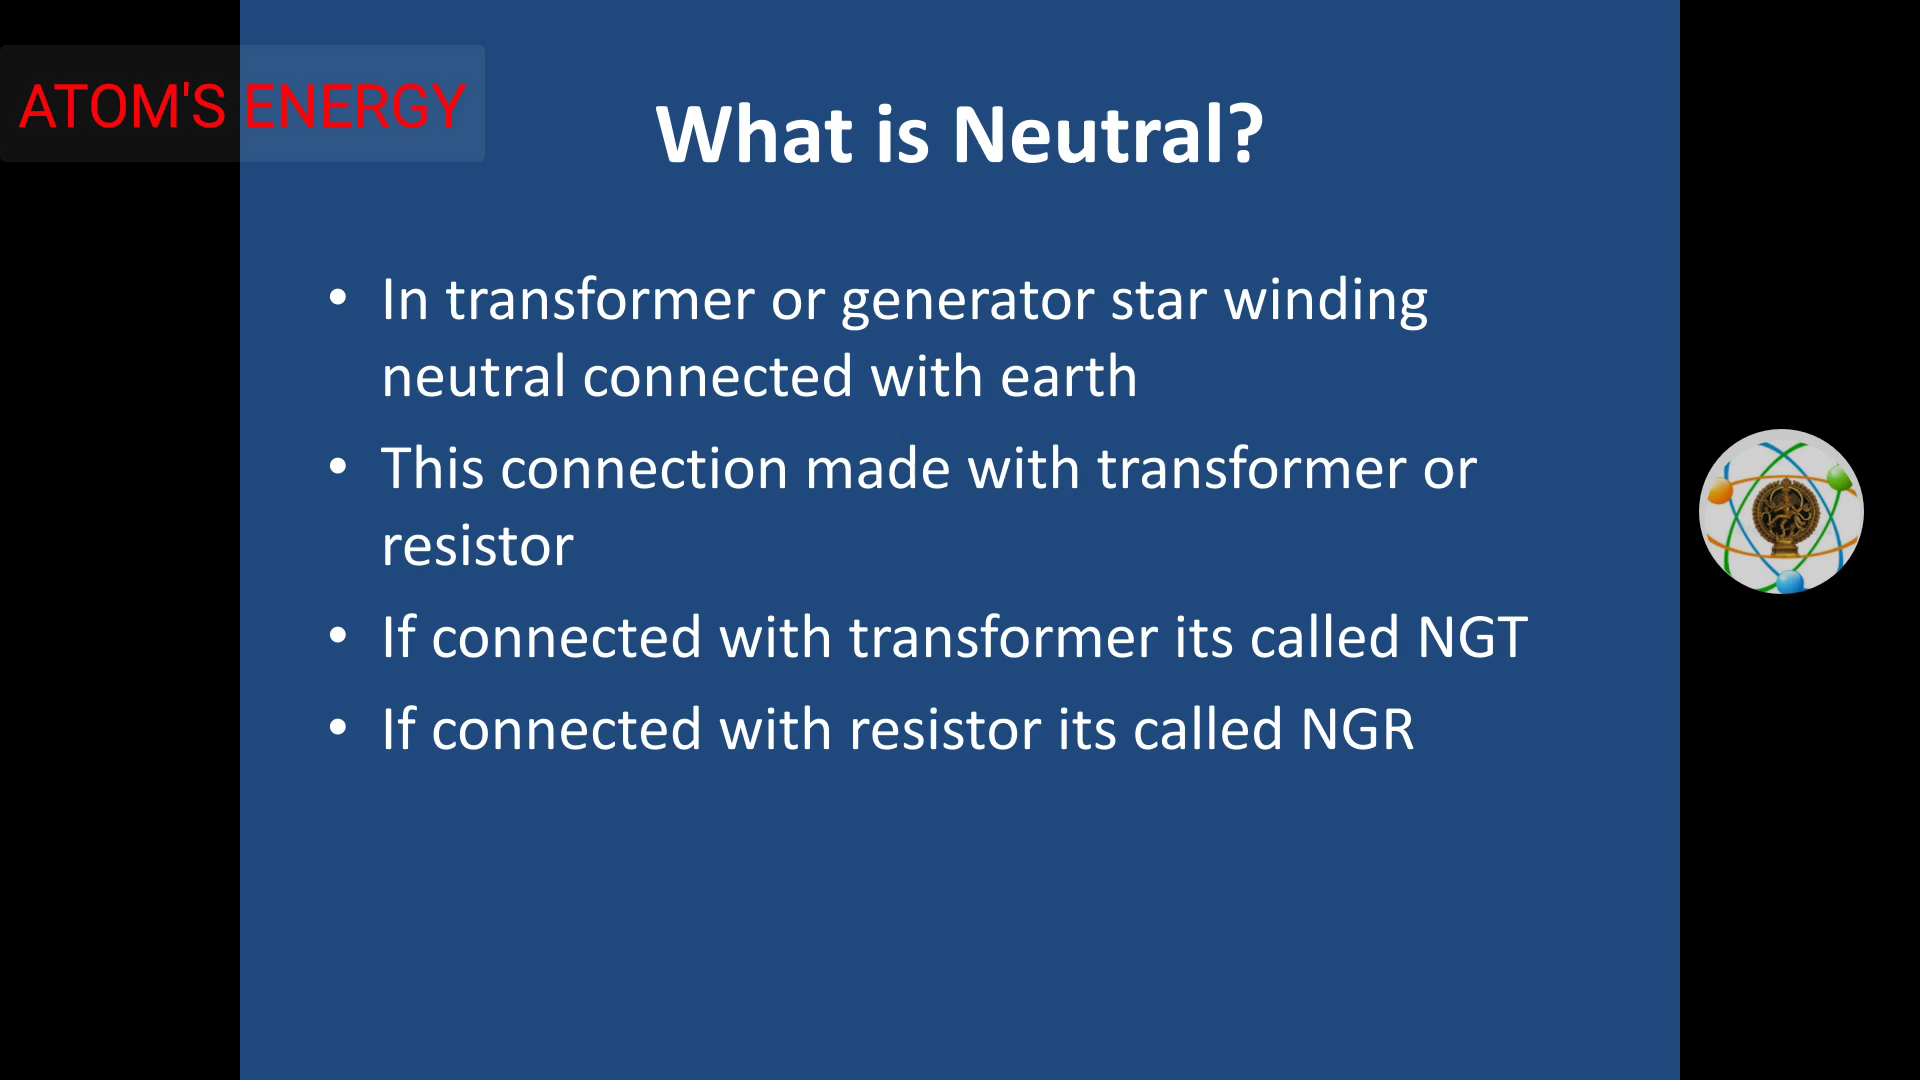 ATOM'S ENERGY
What is Neutral?
• In transformer or generator star winding
neutral connected with earth
• This connection made with transformer or
resistor
• If connected with transformer its called NGT
• If connected with resistor its called NGR